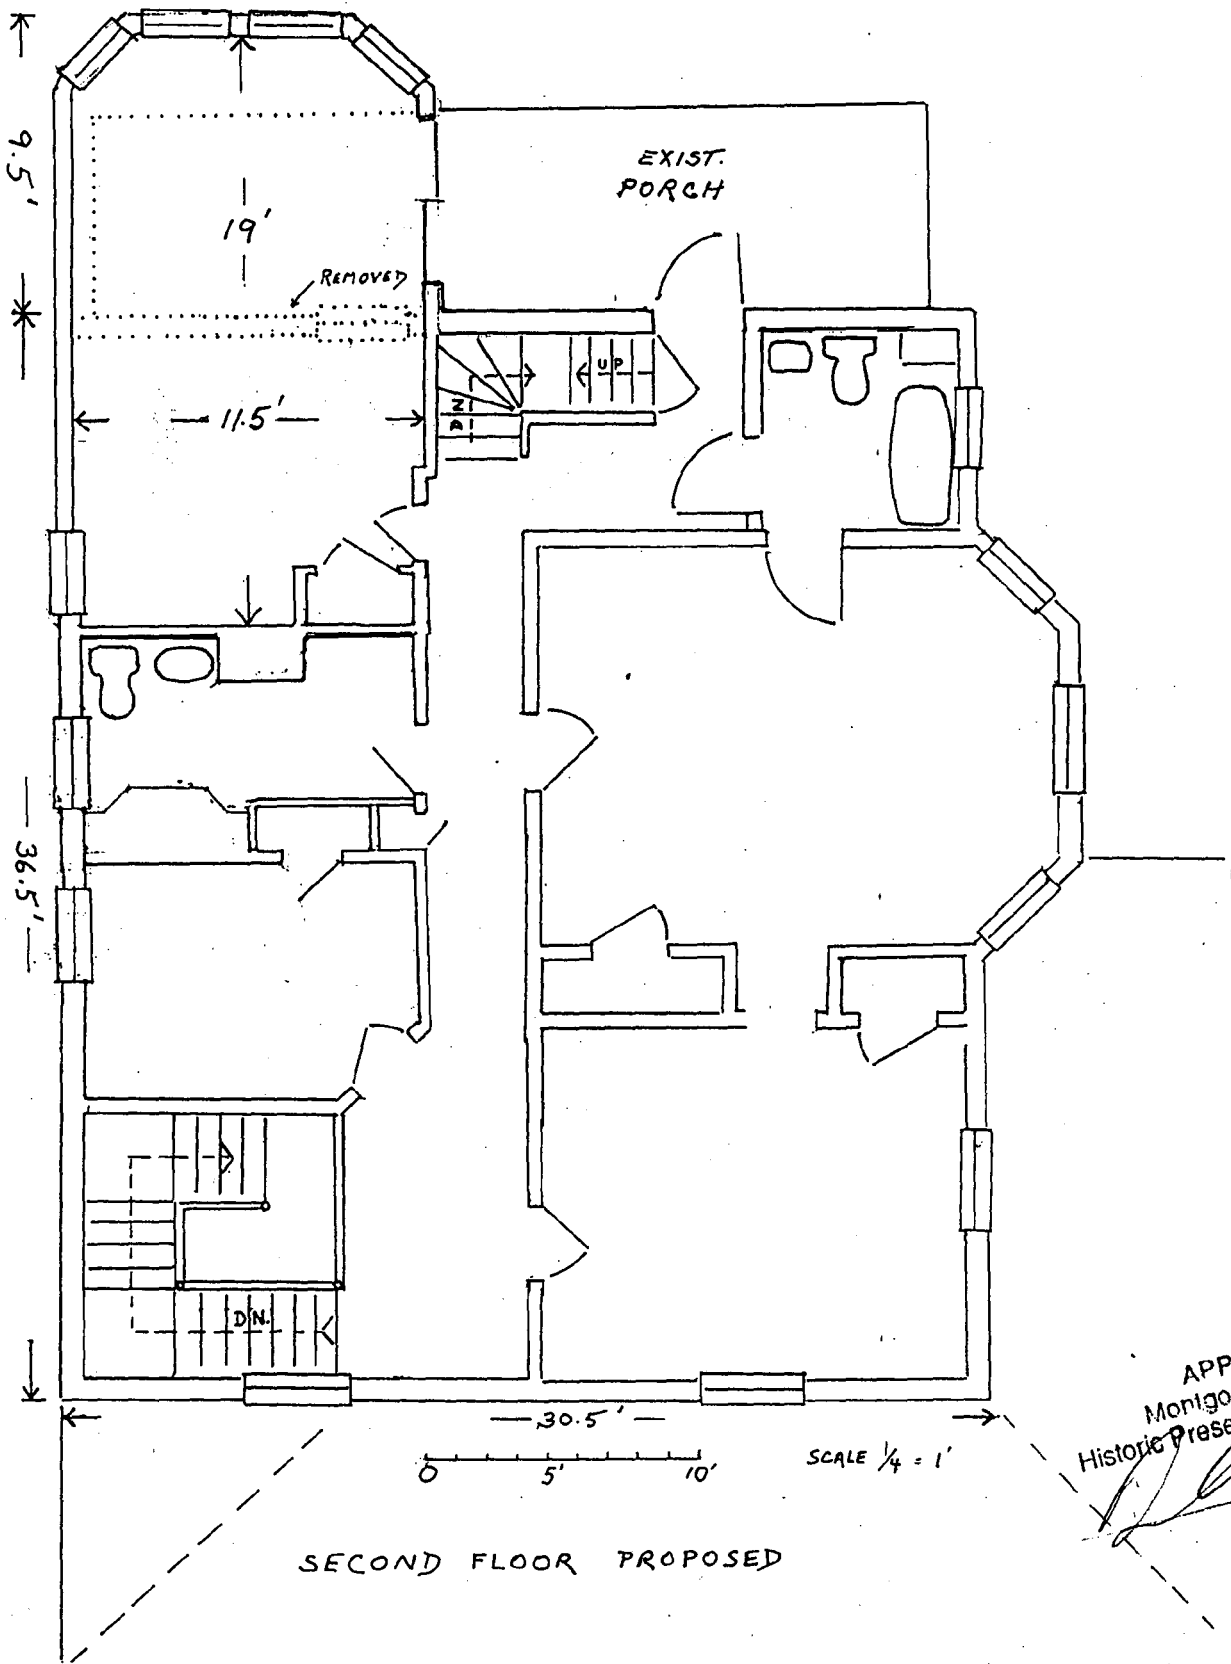 EXIST.
PORCH
9.5'
19'
REMOVED
11.5'
UP
DN
36.5'
DN.
30.5'
0 5' 10'
SCALE 1/4 = 1'
SECOND FLOOR PROPOSED
APP
Montgo
Historic Prese